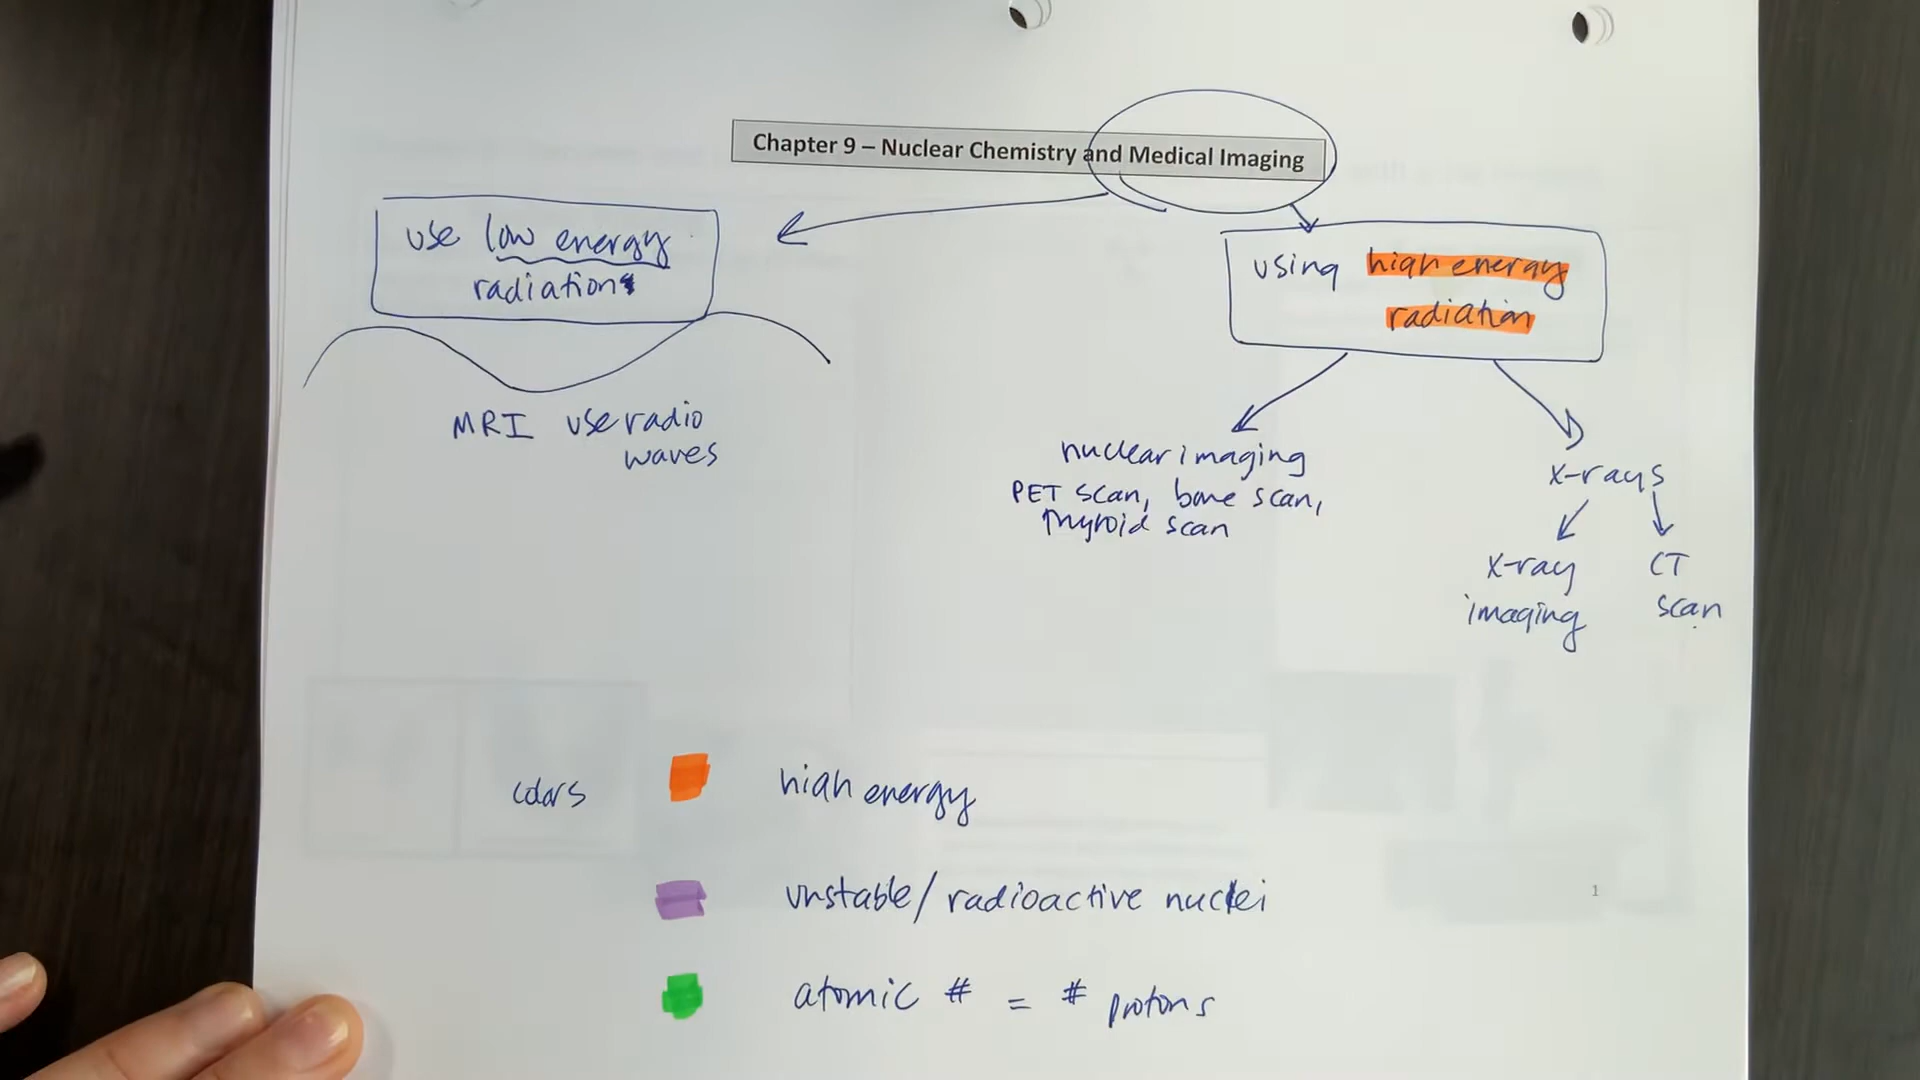 Chapter 9 – Nuclear Chemistry and Medical Imaging
use low energy
radiation
using high energy
radiation
MRI use radio
waves
nuclear imaging
PET scan, bone scan,
Thyroid scan
x-rays
x-ray
imaging
CT
scan
colors
high energy
unstable/radioactive nuclei
1
atomic # = # protons